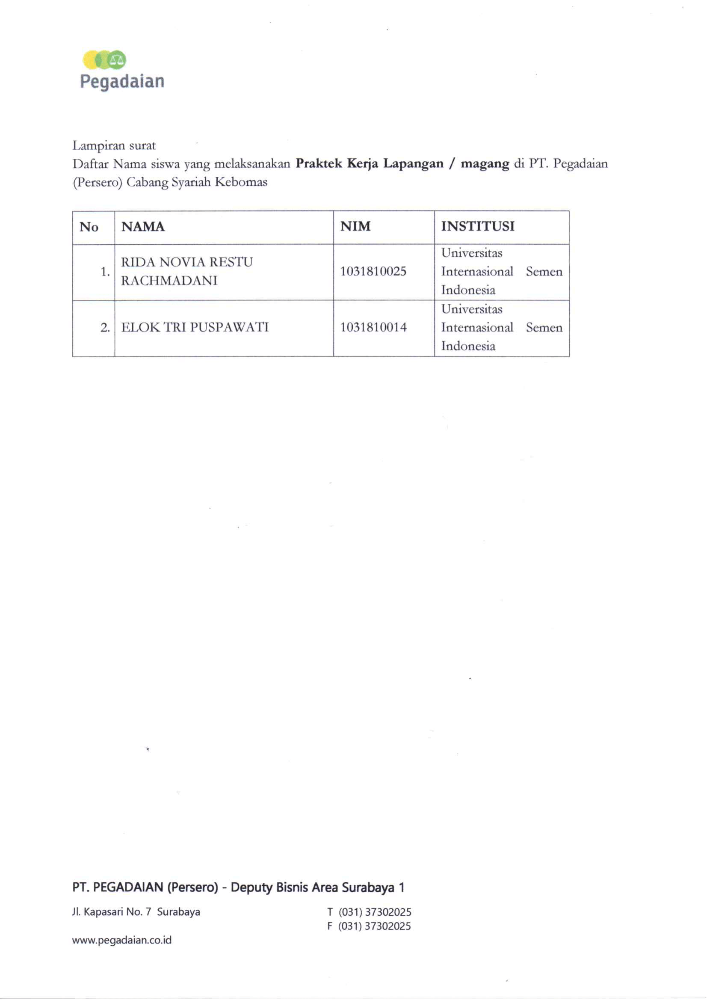 Pegadaian
Lampiran surat
Daftar Nama siswa yang melaksanakan Praktek Kerja Lapangan / magang di PT. Pegadaian
(Persero) Cabang Syariah Kebomas
No NAMA NIM INSTITUSI
1. RIDA NOVIA RESTU
RACHMADANI
1031810025
Universitas
Internasional Semen
Indonesia
2. ELOK TRI PUSPAWATI
1031810014
Universitas
Internasional Semen
Indonesia
PT. PEGADAIAN (Persero) - Deputy Bisnis Area Surabaya 1
Jl. Kapasari No. 7 Surabaya
T (031) 37302025
F (031) 37302025
www.pegadaian.co.id